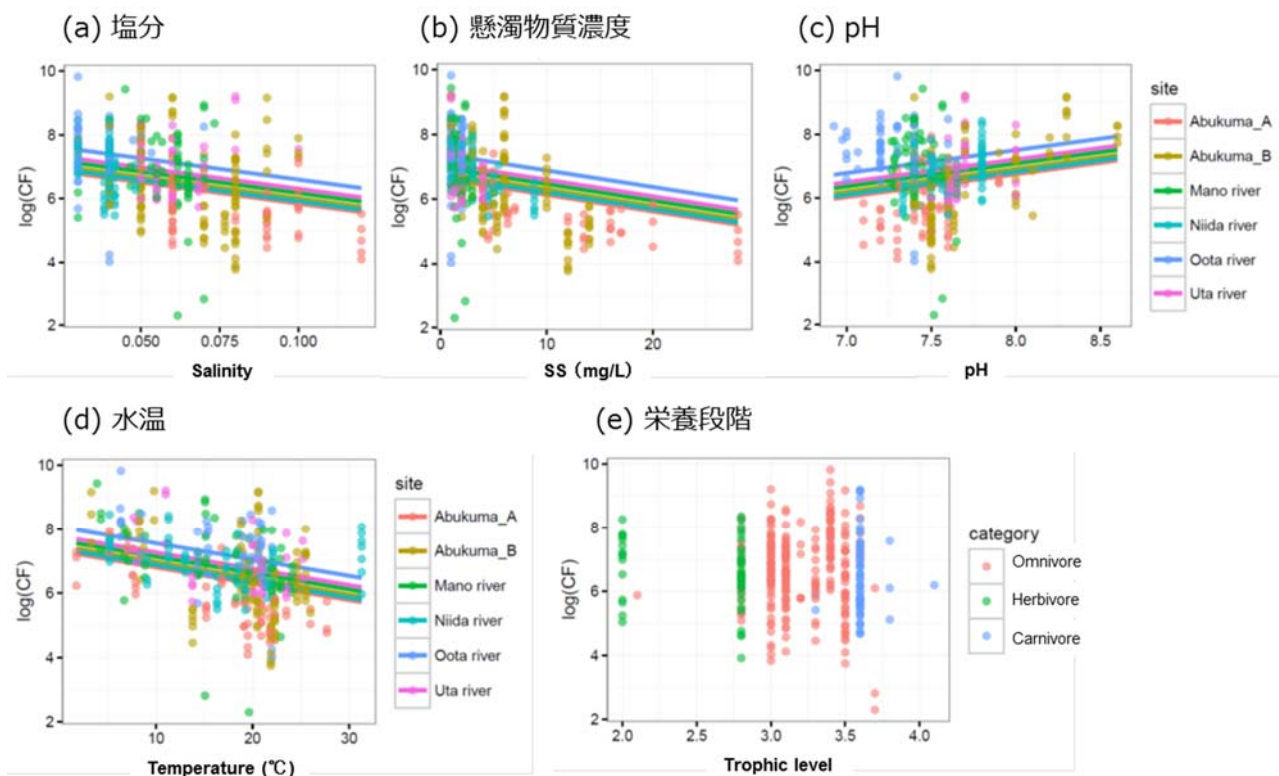 (a) 塩分
(b) 懸濁物質濃度
(c) pH
10
8
6
4
2
log(CF)
0.050
0.075
0.100
Salinity
10
8
6
4
2
log(CF)
0
10
20
SS (mg/L)
10
8
6
4
2
log(CF)
7.0
7.5
8.0
8.5
pH
site
Abukuma_A
Abukuma_B
Mano river
Niida river
Oota river
Uta river
(d) 水温
(e) 栄養段階
10
8
6
4
2
log(CF)
10
20
30
Temperature (℃)
site
Abukuma_A
Abukuma_B
Mano river
Niida river
Oota river
Uta river
10
8
6
4
2
log(CF)
2.0
2.5
3.0
3.5
4.0
Trophic level
category
Omnivore
Herbivore
Carnivore